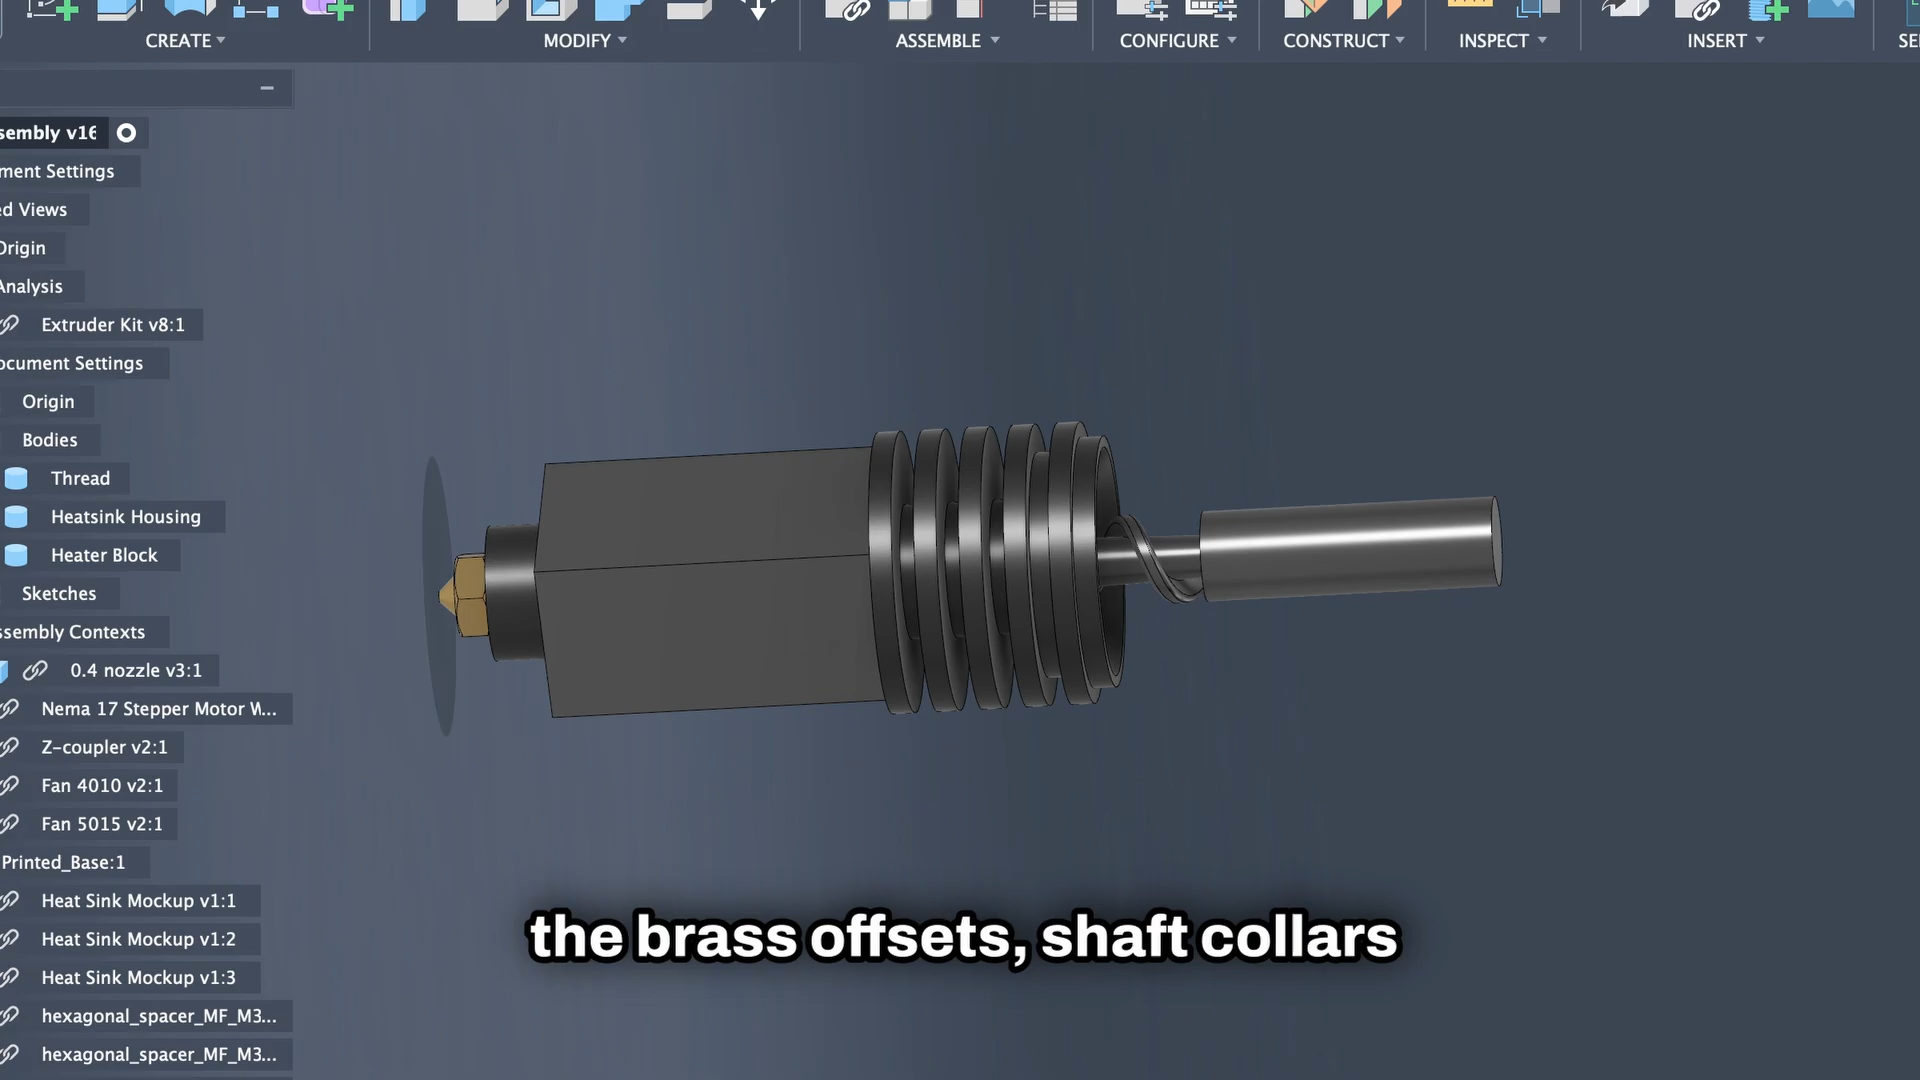 CREATE
MODIFY
ASSEMBLE
CONFIGURE
CONSTRUCT
INSPECT
INSERT
SE
sembly v16
ment Settings
ed Views
Origin
Analysis
Extruder Kit v8:1
ocument Settings
Origin
Bodies
Thread
Heatsink Housing
Heater Block
Sketches
ssembly Contexts
0.4 nozzle v3:1
Nema 17 Stepper Motor W...
Z-coupler v2:1
Fan 4010 v2:1
Fan 5015 v2:1
Printed_Base:1
Heat Sink Mockup v1:1
Heat Sink Mockup v1:2
Heat Sink Mockup v1:3
hexagonal_spacer_MF_M3...
hexagonal_spacer_MF_M3...
the brass offsets, shaft collars